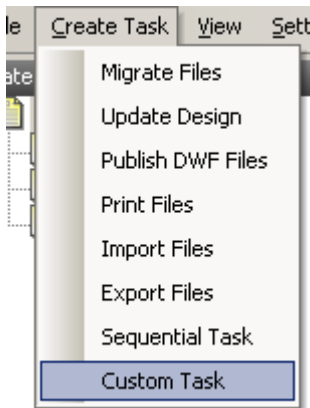 Create Task View
Migrate Files
Update Design
Publish DWF Files
Print Files
Import Files
Export Files
Sequential Task
Custom Task